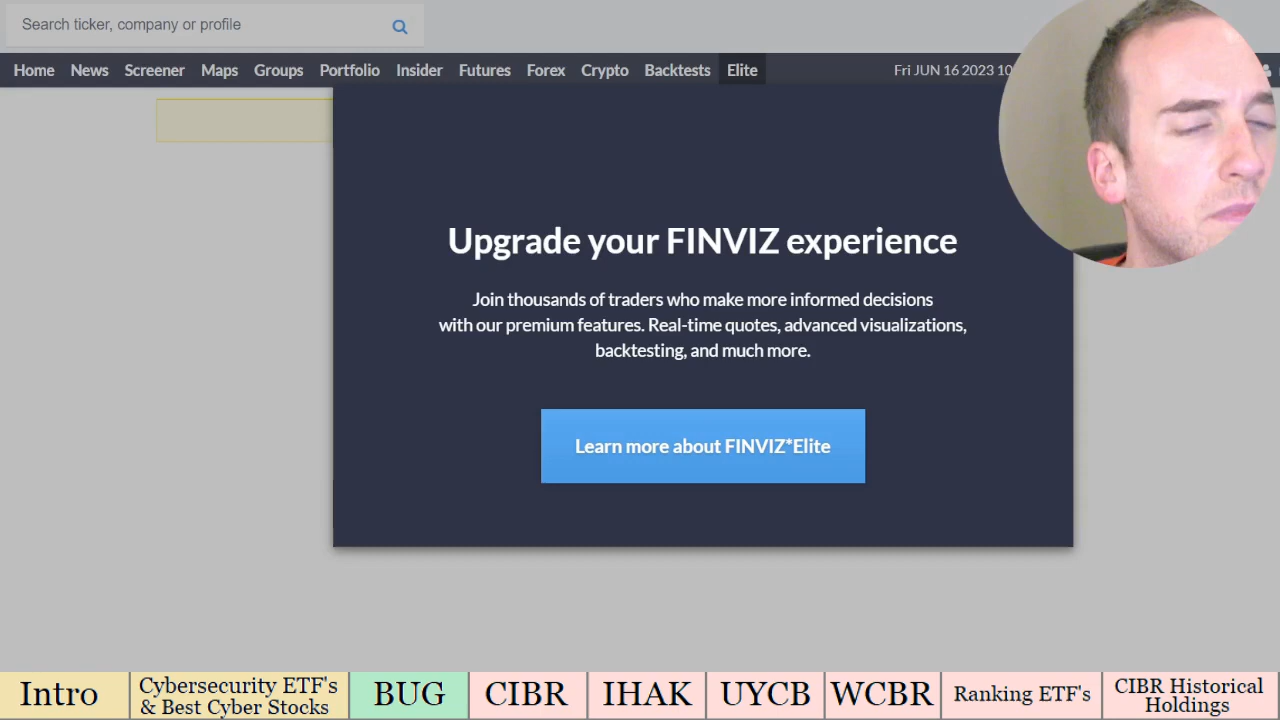 Search ticker, company or profile
Home News Screener Maps Groups Portfolio Insider Futures Forex Crypto Backtests Elite Fri JUN 16 2023
Upgrade your FINVIZ experience
Join thousands of traders who make more informed decisions
with our premium features. Real-time quotes, advanced visualizations,
backtesting, and much more.
Learn more about FINVIZ*Elite
Intro
Cybersecurity ETF's
& Best Cyber Stocks
BUG
CIBR
IHAK
UYCB
WCBR
Ranking ETF's
CIBR Historical
Holdings